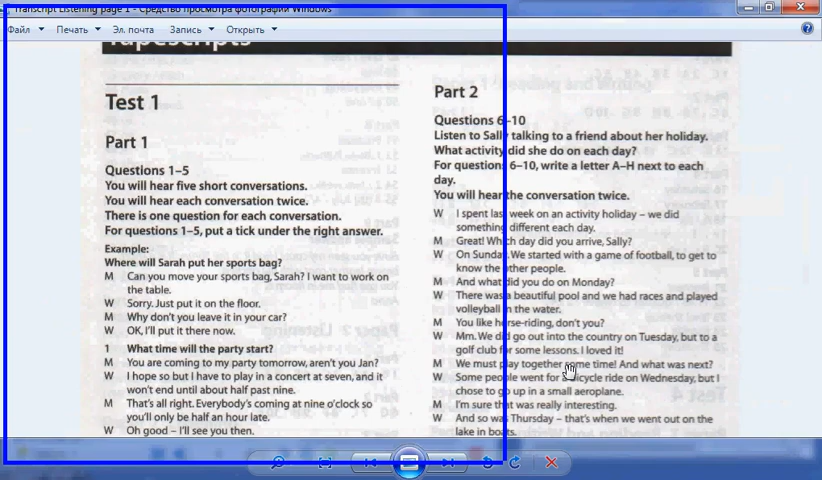 Transcript Listening page 1 - Средство просмотра фотографий Windows
Файл
Печать
Эл. почта
Запись
Открыть
Tapescripts
Test 1
Part 1
Questions 1–5
You will hear five short conversations.
You will hear each conversation twice.
There is one question for each conversation.
For questions 1–5, put a tick under the right answer.
Example:
Where will Sarah put her sports bag?
M Can you move your sports bag, Sarah? I want to work on
the table.
W Sorry. Just put it on the floor.
M Why don't you leave it in your car?
W OK, I'll put it there now.
1 What time will the party start?
M You are coming to my party tomorrow, aren't you Jan?
W I hope so but I have to play in a concert at seven, and it
won't end until about half past nine.
M That's all right. Everybody's coming at nine o'clock so
you'll only be half an hour late.
W Oh good – I'll see you then.
Part 2
Questions 6–10
Listen to Sally talking to a friend about her holiday.
What activity did she do on each day?
For questions 6–10, write a letter A–H next to each
day.
You will hear the conversation twice.
W I spent last week on an activity holiday – we did
something different each day.
M Great! Which day did you arrive, Sally?
W On Sunday. We started with a game of football, to get to
know the other people.
M And what did you do on Monday?
W There was a beautiful pool and we had races and played
volleyball in the water.
M You like horse-riding, don't you?
W Mm. We did go out into the country on Tuesday, but to a
golf club for some lessons. I loved it!
M We must play together some time! And what was next?
W Some people went for a bicycle ride on Wednesday, but I
chose to go up in a small aeroplane.
M I'm sure that was really interesting.
W And so was Thursday – that's when we went out on the
lake in boats.